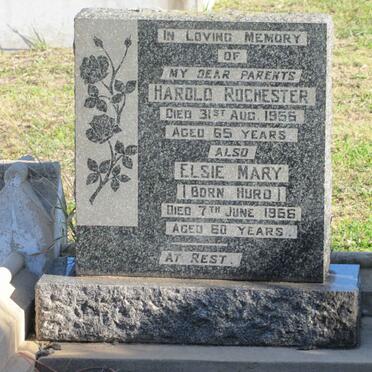 IN LOVING MEMORY
OF
MY DEAR PARENTS
HAROLD ROCHESTER
DIED 31ST AUG. 1956
AGED 65 YEARS.
ALSO
ELSIE MARY
(BORN HURD)
DIED 7TH JUNE 1966
AGED 60 YEARS.
AT REST.